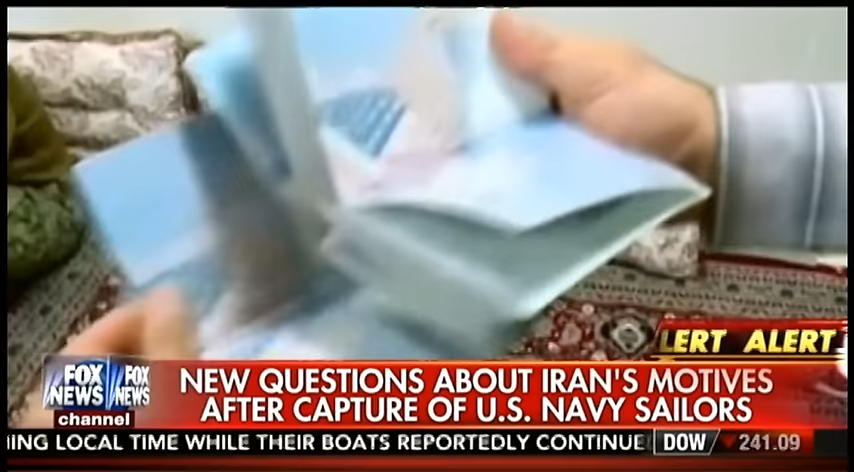 LERT ALERT
FOX NEWS FOX NEWS
channel
NEW QUESTIONS ABOUT IRAN'S MOTIVES
AFTER CAPTURE OF U.S. NAVY SAILORS
ING LOCAL TIME WHILE THEIR BOATS REPORTEDLY CONTINUE DOW 241.09